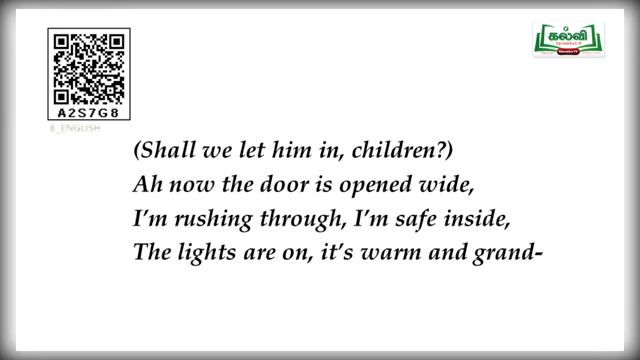 கல்வி
A2S7G8
8_ENGLISH
(Shall we let him in, children?)
Ah now the door is opened wide,
I'm rushing through, I'm safe inside,
The lights are on, it's warm and grand-